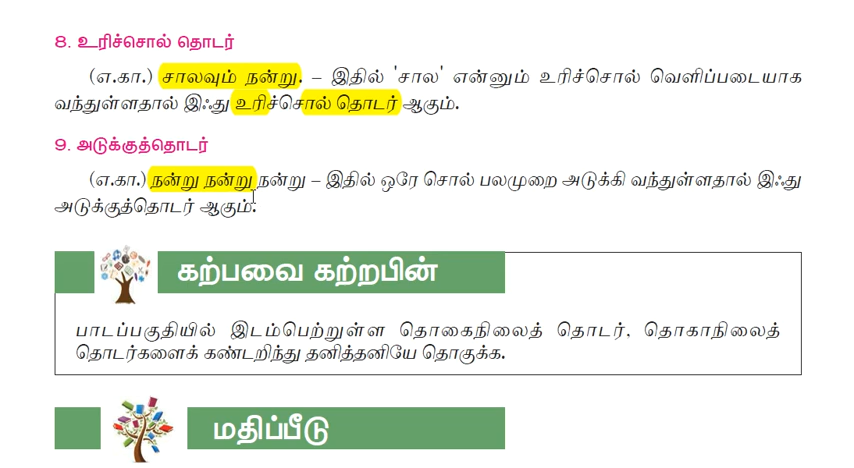 8. உரிச்சொல் தொடர்
(எ.கா.) சாலவும் நன்று. – இதில் 'சால' என்னும் உரிச்சொல் வெளிப்படையாக
வந்துள்ளதால் இஃது உரிச்சொல் தொடர் ஆகும்.
9. அடுக்குத்தொடர்
(எ.கா.) நன்று நன்று நன்று – இதில் ஒரே சொல் பலமுறை அடுக்கி வந்துள்ளதால் இஃது
அடுக்குத்தொடர் ஆகும்.
கற்பவை கற்றபின்
பாடப்பகுதியில் இடம்பெற்றுள்ள தொகைநிலைத் தொடர், தொகாநிலைத்
தொடர்களைக் கண்டறிந்து தனித்தனியே தொகுக்க.
மதிப்பீடு